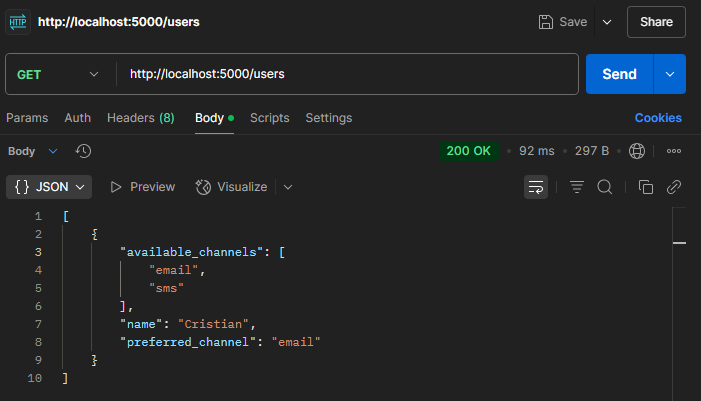 HTTP http://localhost:5000/users Save Share
GET http://localhost:5000/users Send
Params Auth Headers (8) Body Scripts Settings Cookies
Body 200 OK • 92 ms • 297 B
{} JSON Preview Visualize
1 [
2 {
3 "available_channels": [
4 "email",
5 "sms"
6 ],
7 "name": "Cristian",
8 "preferred_channel": "email"
9 }
10 ]